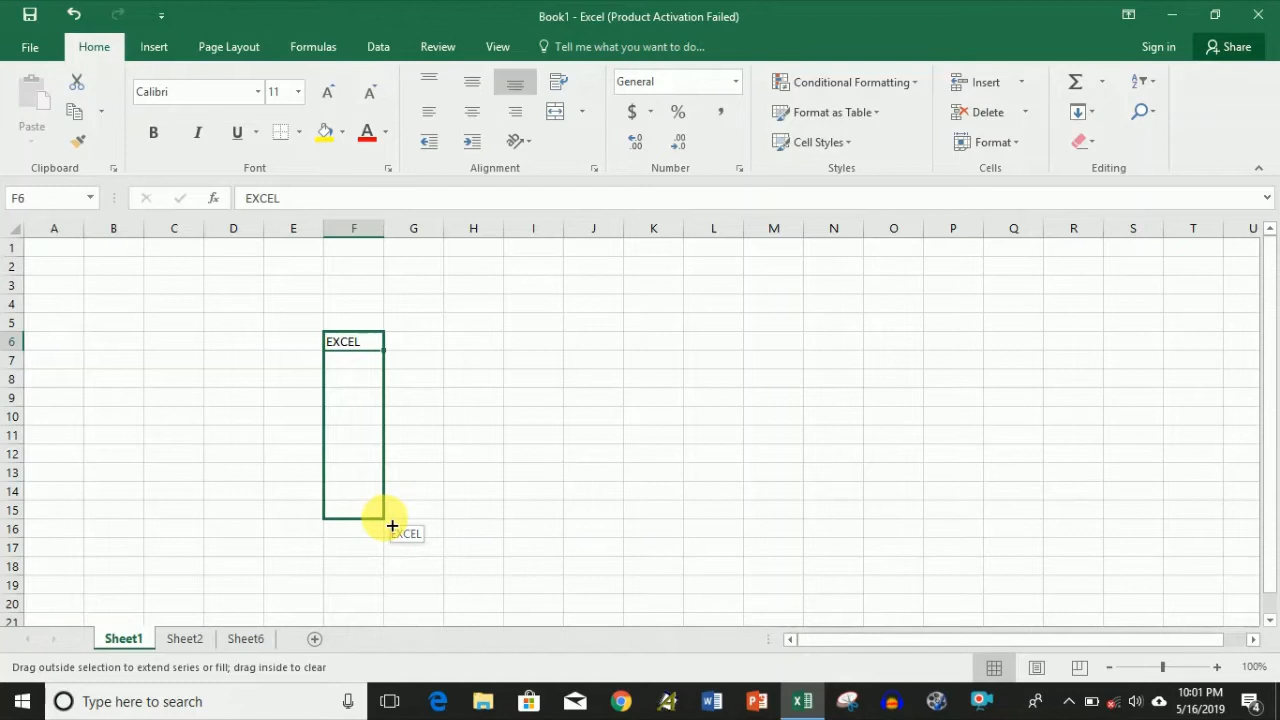 Book1 - Excel (Product Activation Failed)
File Home Insert Page Layout Formulas Data Review View Tell me what you want to do... Sign in Share
Paste
Calibri 11
B I U A
General
$ % ,
Conditional Formatting
Format as Table
Cell Styles
Insert
Delete
Format
Clipboard Font Alignment Number Styles Cells Editing
F6 fx EXCEL
A B C D E F G H I J K L M N O P Q R S T U
1
2
3
4
5
6 EXCEL
7
8
9
10
11
12
13
14
15
16 EXCEL
17
18
19
20
21
Sheet1 Sheet2 Sheet6
Drag outside selection to extend series or fill; drag inside to clear 100%
Type here to search
10:01 PM
5/16/2019
4